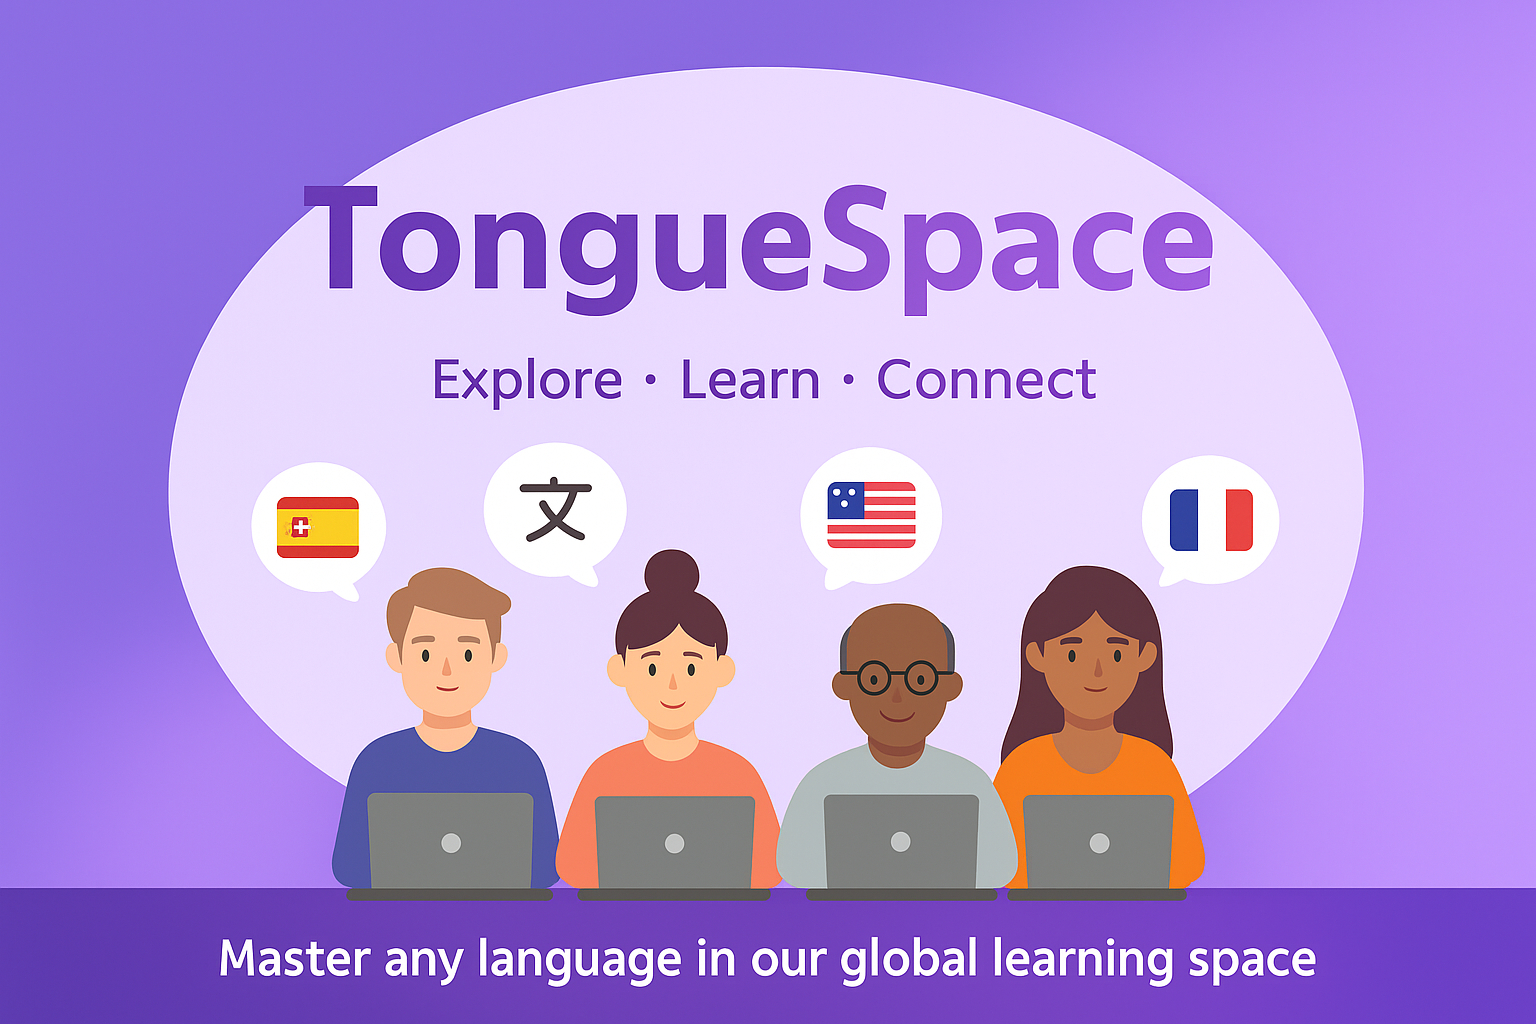 TongueSpace
Explore · Learn · Connect
文
Master any language in our global learning space